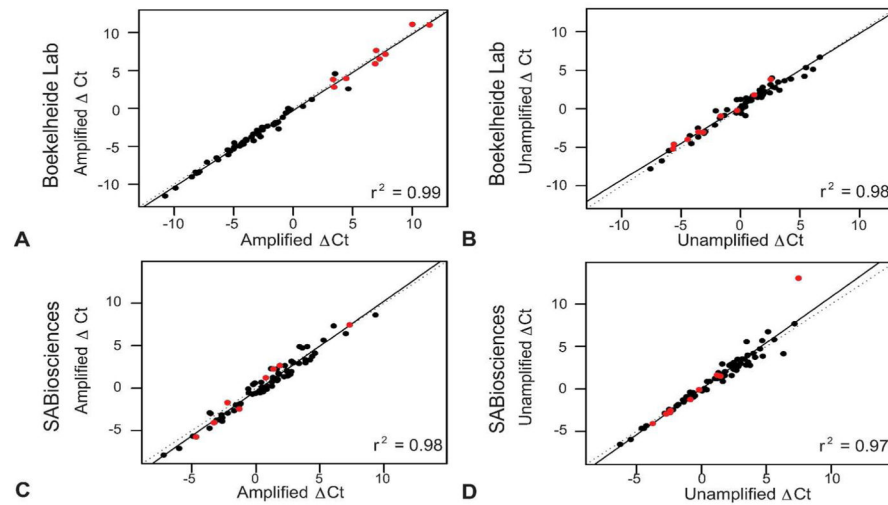 Boekelheide Lab
Amplified Δ Ct
10
5
0
-5
-10
r² = 0.99
-10 -5 0 5 10
A
Amplified ΔCt
Boekelheide Lab
Unamplified Δ Ct
10
5
0
-5
-10
r² = 0.98
-10 -5 0 5 10
B
Unamplified ΔCt
SABiosciences
Amplified Δ Ct
10
5
0
-5
r² = 0.98
-5 0 5 10
C
Amplified ΔCt
SABiosciences
Unamplified ΔCt
10
5
0
-5
r² = 0.97
-5 0 5 10
D
Unamplified ΔCt